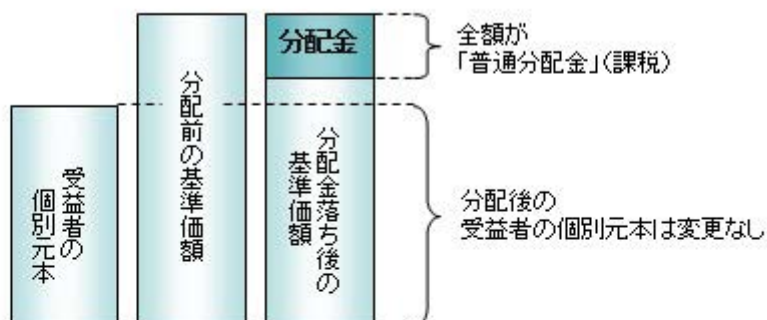 受益者の
個別元本
分配前の基準価額
分配金
分配金落ち後の
基準価額
全額が
「普通分配金」(課税)
分配後の
受益者の個別元本は変更なし